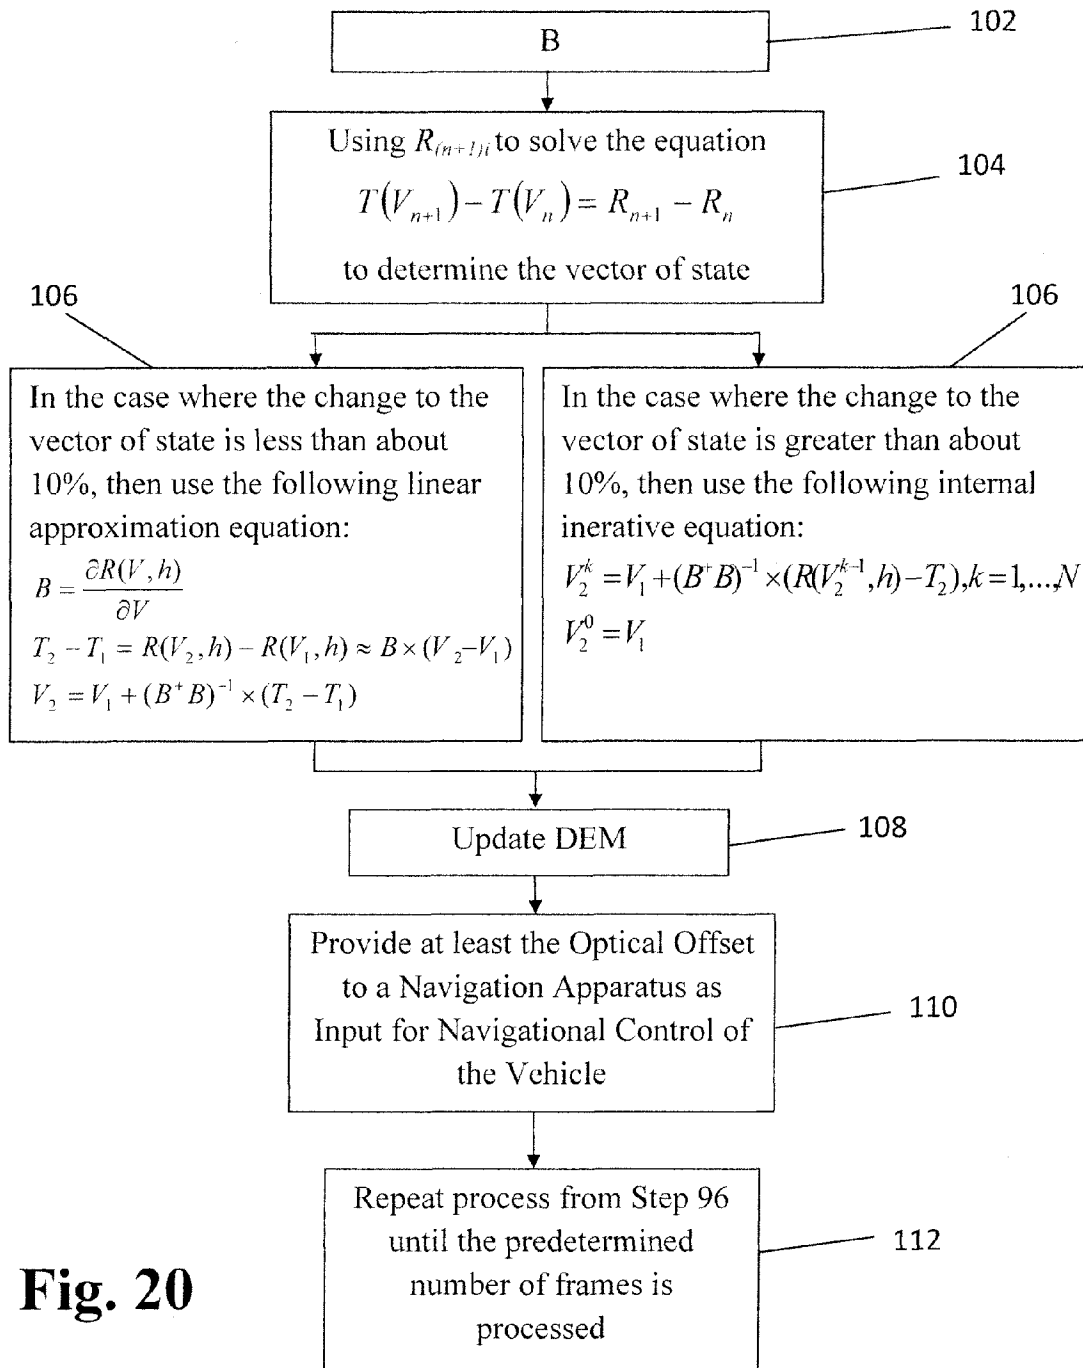 B
102
Using R(n+1)i to solve the equation
T(Vn+1)−T(Vn)= Rn+1 − Rn
to determine the vector of state
104
106
106
In the case where the change to the
vector of state is less than about
10%, then use the following linear
approximation equation:
B = ∂R(V,h)/∂V
T2 − T1 = R(V2,h) − R(V1,h) ≈ B × (V2−V1)
V2 = V1 + (B⁺B)⁻¹ × (T2 − T1)
In the case where the change to the
vector of state is greater than about
10%, then use the following internal
inerative equation:
V2^k = V1 + (B⁺B)⁻¹ × (R(V2^k-1,h) − T2), k = 1,...,N
V2^0 = V1
Update DEM
108
Provide at least the Optical Offset
to a Navigation Apparatus as
Input for Navigational Control of
the Vehicle
110
Repeat process from Step 96
until the predetermined
number of frames is
processed
112
Fig. 20